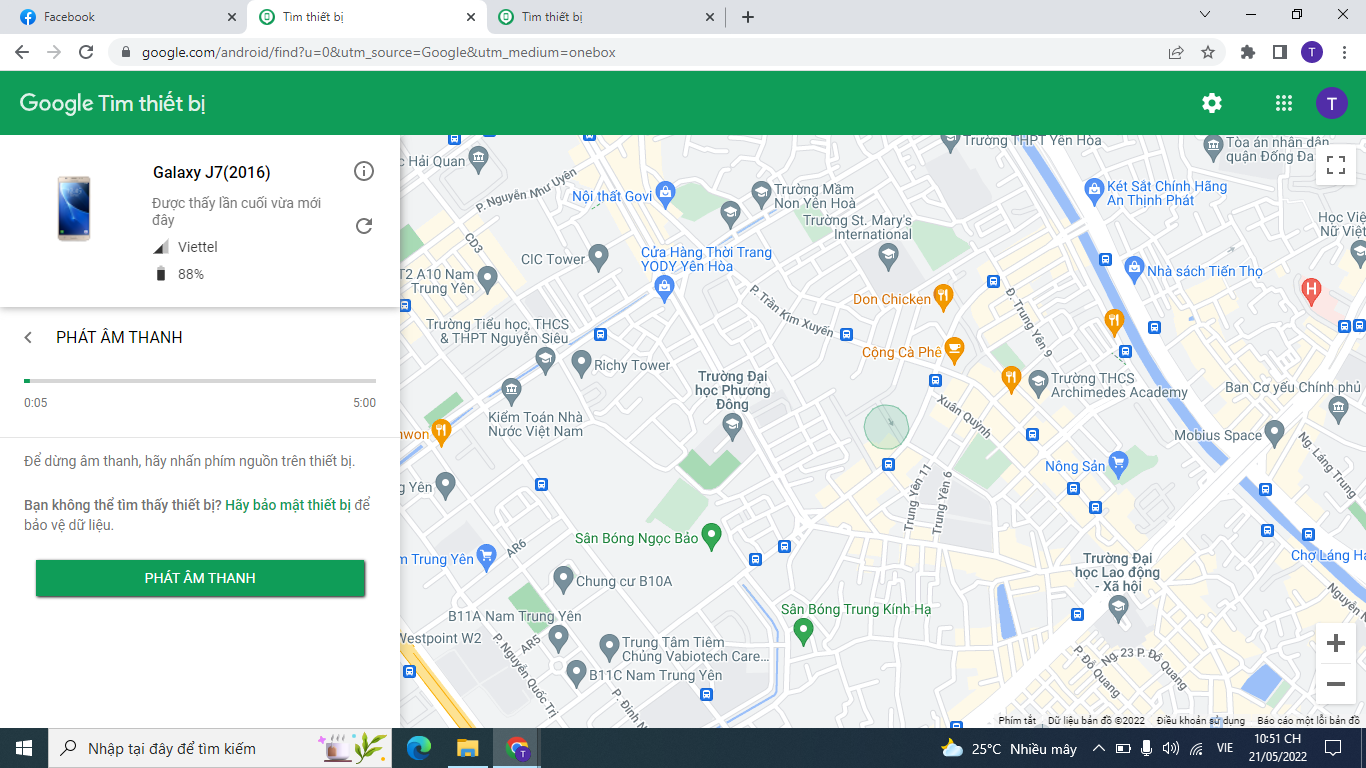 Facebook
Tìm thiết bị
Tìm thiết bị
google.com/android/find?u=0&utm_source=Google&utm_medium=onebox
T
Google Tìm thiết bị
T
Galaxy J7(2016)
Được thấy lần cuối vừa mới
đây
Viettel
88%
PHÁT ÂM THANH
0:05
5:00
Để dừng âm thanh, hãy nhấn phím nguồn trên thiết bị.
Bạn không thể tìm thấy thiết bị? Hãy bảo mật thiết bị để
bảo vệ dữ liệu.
PHÁT ÂM THANH
Trường THPT Yên Hòa
Tòa án nhân dân
quận Đống Đa
c Hải Quan
P. Nguyễn Như Uyên
Nội thất Govi
Trường Mầm
Non Yên Hoà
Két Sắt Chính Hãng
An Thịnh Phát
Trường St. Mary's
International
Học Việ
Nữ Việt
CD3
CIC Tower
Cửa Hàng Thời Trang
YODY Yên Hòa
T2 A10 Nam
Trung Yên
Nhà sách Tiến Thọ
H
P. Trần Kim Xuyến
Don Chicken
Đ. Trung Yên 9
Trường Tiểu học, THCS
& THPT Nguyễn Siêu
Cộng Cà Phê
Richy Tower
Trường Đại
học Phương
Đông
Trường THCS
Archimedes Academy
Ban Cơ yếu Chính phủ
Kiểm Toán Nhà
Nước Việt Nam
Xuân Quỳnh
nwon
Mobius Space
Ng. Láng Trung
Nông Sản
g Yên
Trung Yên 11
Trung Yên 6
Sân Bóng Ngọc Bảo
AR6
m Trung Yên
Chợ Láng Hạ
Trường Đại
học Lao động
- Xã hội
Chung cư B10A
B11A Nam Trung Yên
Sân Bóng Trung Kính Hạ
Westpoint W2
AR5
Trung Tâm Tiêm
Chủng Vabiotech Care...
P. Nguyễn Quốc Trị
B11C Nam Trung Yên
P. Đỗ Quang
Ng. 23 P. Đỗ Quang
P. Đình N
Phím tắt
Dữ liệu bản đồ ©2022
Điều khoản sử dụng
Báo cáo một lỗi bản đồ
Nhập tại đây để tìm kiếm
T
25°C Nhiều mây
VIE
10:51 CH
21/05/2022